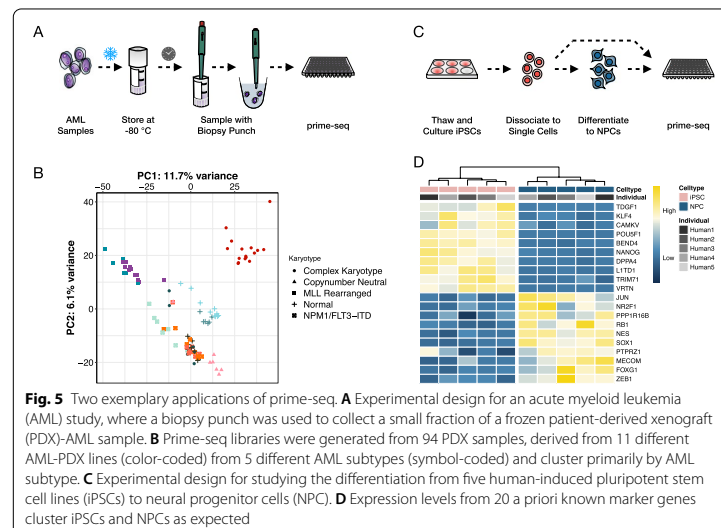 A
AML
Samples
Store at
-80 °C
Sample with
Biopsy Punch
prime-seq
C
Thaw and
Culture iPSCs
Dissociate to
Single Cells
Differentiate
to NPCs
prime-seq
B
PC1: 11.7% variance
−50
−25
0
25
PC2: 6.1% variance
40
20
0
−20
Karyotype
Complex Karyotype
Copynumber Neutral
MLL Rearranged
Normal
NPM1/FLT3−ITD
D
Celltype
Individual
TDGF1
KLF4
CAMKV
POU5F1
BEND4
NANOG
DPPA4
L1TD1
TRIM71
VRTN
JUN
NR2F1
PPP1R16B
RB1
NES
SOX1
PTPRZ1
MECOM
FOXG1
ZEB1
High
Low
Celltype
iPSC
NPC
Individual
Human1
Human2
Human3
Human4
Human5
Fig. 5 Two exemplary applications of prime-seq. A Experimental design for an acute myeloid leukemia
(AML) study, where a biopsy punch was used to collect a small fraction of a frozen patient-derived xenograft
(PDX)-AML sample. B Prime-seq libraries were generated from 94 PDX samples, derived from 11 different
AML-PDX lines (color-coded) from 5 different AML subtypes (symbol-coded) and cluster primarily by AML
subtype. C Experimental design for studying the differentiation from five human-induced pluripotent stem
cell lines (iPSCs) to neural progenitor cells (NPC). D Expression levels from 20 a priori known marker genes
cluster iPSCs and NPCs as expected